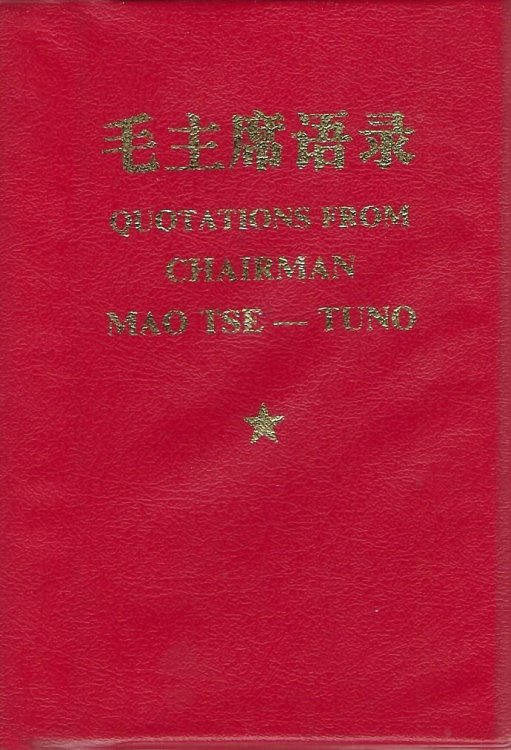 毛主席语录
QUOTATIONS FROM
CHAIRMAN
MAO TSE — TUNO